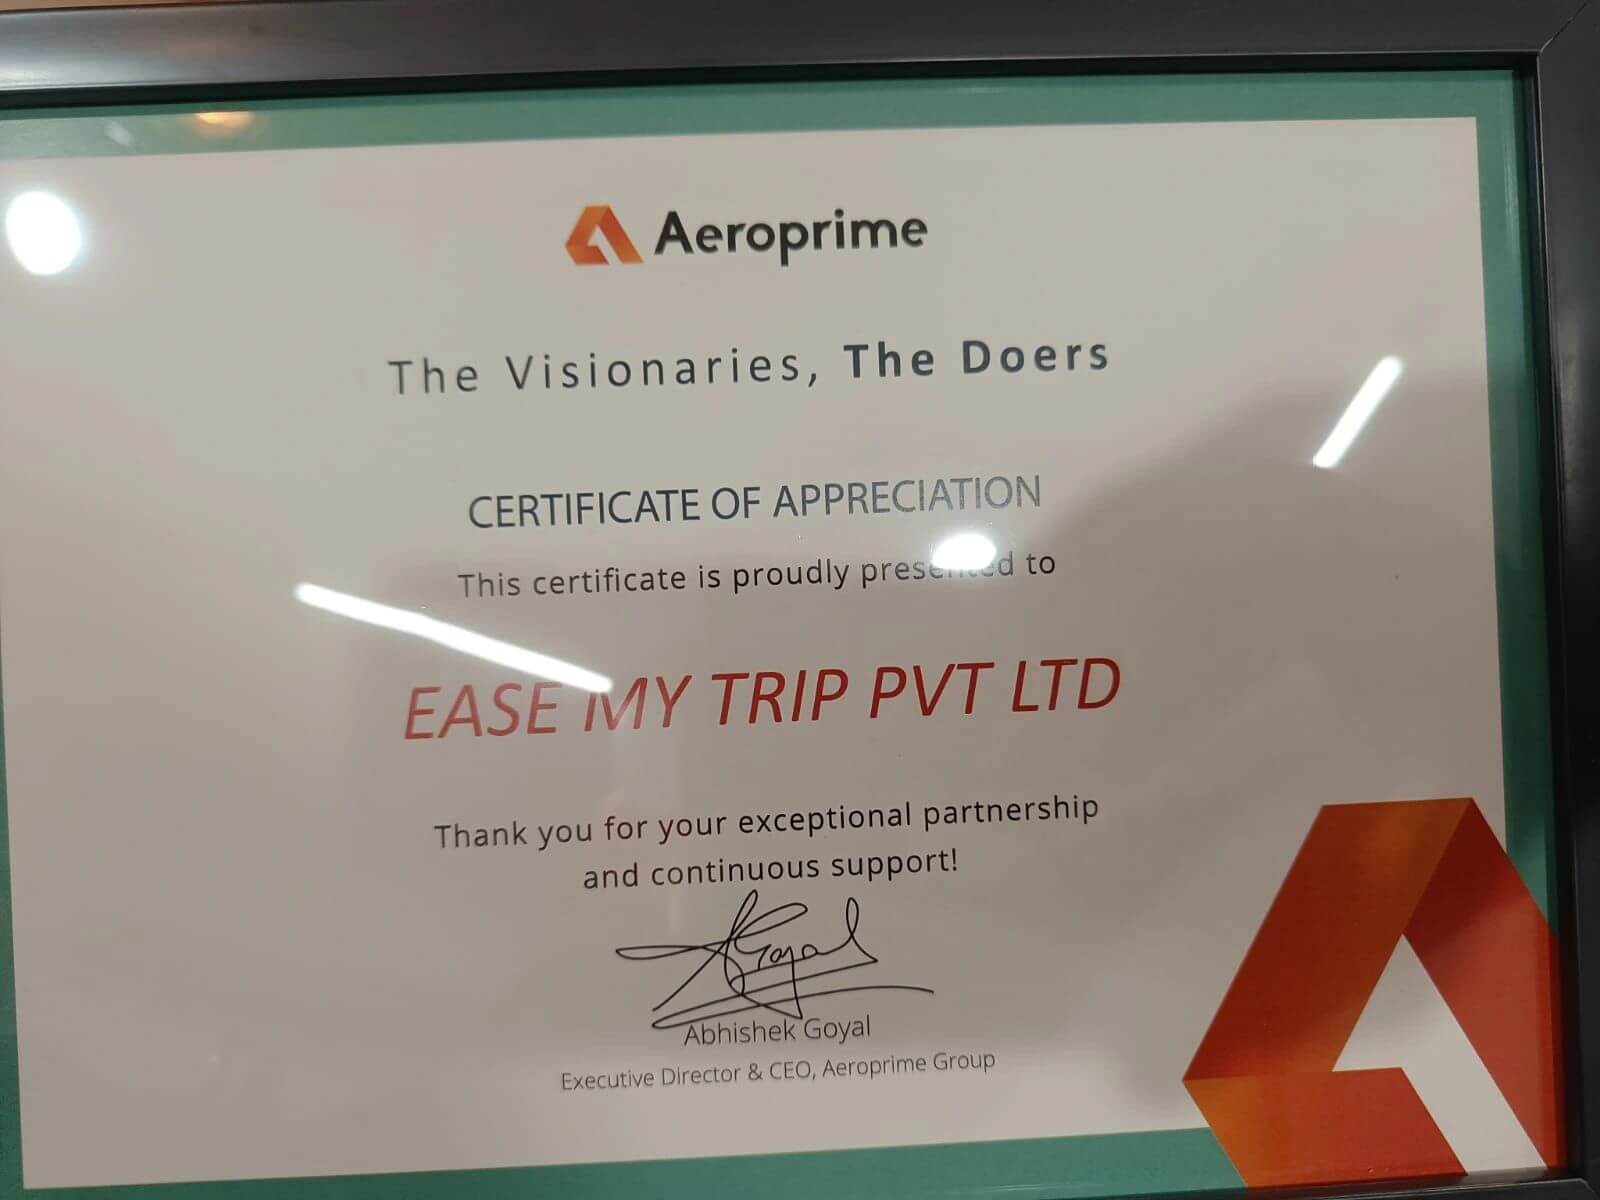 Aeroprime
The Visionaries, The Doers
CERTIFICATE OF APPRECIATION
This certificate is proudly presented to
EASE MY TRIP PVT LTD
Thank you for your exceptional partnership
and continuous support!
AGoyal
Abhishek Goyal
Executive Director & CEO, Aeroprime Group